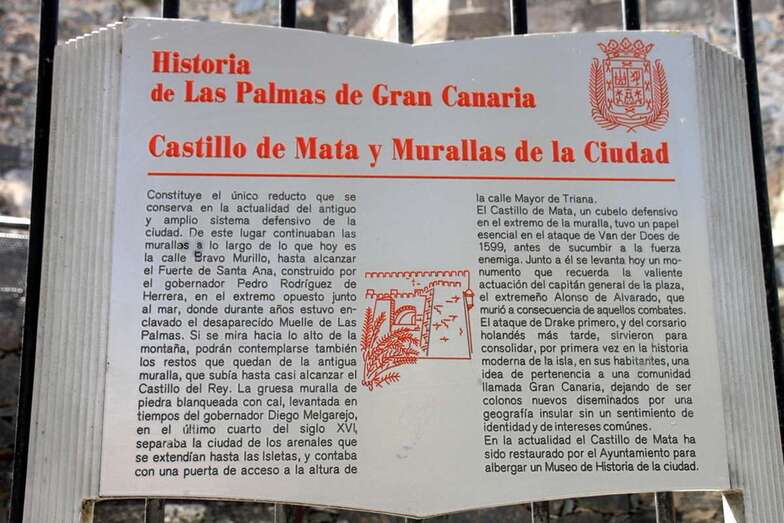 Historia
de Las Palmas de Gran Canaria
Castillo de Mata y Murallas de la Ciudad
Constituye el único reducto que se
conserva en la actualidad del antiguo
y amplio sistema defensivo de la
ciudad. De este lugar continuaban las
murallas a lo largo de lo que hoy es
la calle Bravo Murillo, hasta alcanzar
el Fuerte de Santa Ana, construido por
el gobernador Pedro Rodríguez de
Herrera, en el extremo opuesto junto
al mar, donde durante años estuvo en-
clavado el desaparecido Muelle de Las
Palmas. Si se mira hacia lo alto de la
montaña, podrán contemplarse también
los restos que quedan de la antigua
muralla, que subía hasta casi alcanzar el
Castillo del Rey. La gruesa muralla de
piedra blanqueada con cal, levantada en
tiempos del gobernador Diego Melgarejo,
en el último cuarto del siglo XVI,
separaba la ciudad de los arenales que
se extendían hasta las Isletas, y contaba
con una puerta de acceso a la altura de
la calle Mayor de Triana.
El Castillo de Mata, un cubelo defensivo
en el extremo de la muralla, tuvo un papel
esencial en el ataque de Van der Does de
1599, antes de sucumbir a la fuerza
enemiga. Junto a él se levanta hoy un mo-
numento que recuerda la valiente
actuación del capitán general de la plaza,
el extremeño Alonso de Alvarado, que
murió a consecuencia de aquellos combates.
El ataque de Drake primero, y del corsario
holandés más tarde, sirvieron para
consolidar, por primera vez en la historia
moderna de la isla, en sus habitantes, una
idea de pertenencia a una comunidad
llamada Gran Canaria, dejando de ser
colonos nuevos diseminados por una
geografía insular sin un sentimiento de
identidad y de intereses comúnes.
En la actualidad el Castillo de Mata ha
sido restaurado por el Ayuntamiento para
albergar un Museo de Historia de la ciudad.